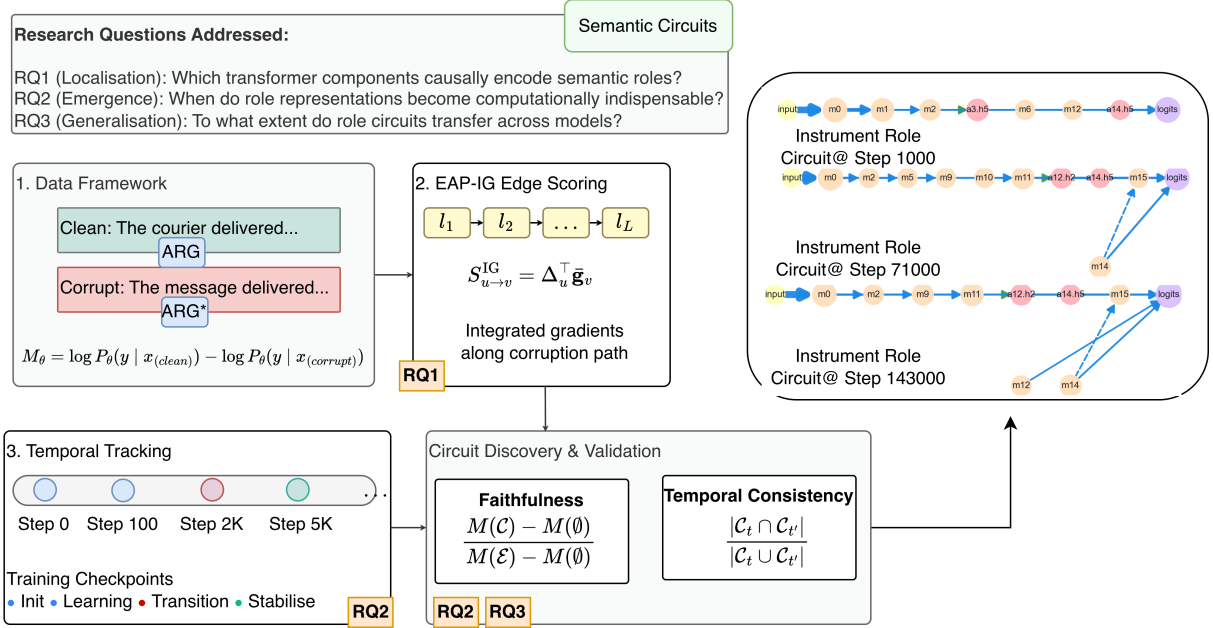 Semantic Circuits
Research Questions Addressed:
RQ1 (Localisation): Which transformer components causally encode semantic roles?
RQ2 (Emergence): When do role representations become computationally indispensable?
RQ3 (Generalisation): To what extent do role circuits transfer across models?
1. Data Framework
Clean: The courier delivered...
ARG
Corrupt: The message delivered...
ARG*
M_θ = log P_θ(y | x_(clean)) − log P_θ(y | x_(corrupt))
2. EAP-IG Edge Scoring
l_1 l_2 ... l_L
S^IG_{u→v} = Δ_u^⊤ ḡ_v
Integrated gradients
along corruption path
RQ1
3. Temporal Tracking
...
Step 0 Step 100 Step 2K Step 5K
Training Checkpoints
• Init • Learning • Transition • Stabilise
RQ2
Circuit Discovery & Validation
Faithfulness
M(C) − M(∅)
M(E) − M(∅)
Temporal Consistency
|C_t ∩ C_t'|
|C_t ∪ C_t'|
RQ2 RQ3
input m0 m1 m2 a3.h5 m6 m12 a14.h5 logits
Instrument Role
Circuit@ Step 1000
input m0 m2 m5 m9 m10 m11 a12.h2 a14.h5 m15 logits
m14
Instrument Role
Circuit@ Step 71000
input m0 m2 m9 m11 a12.h2 a14.h5 m15 logits
m12 m14
Instrument Role
Circuit@ Step 143000